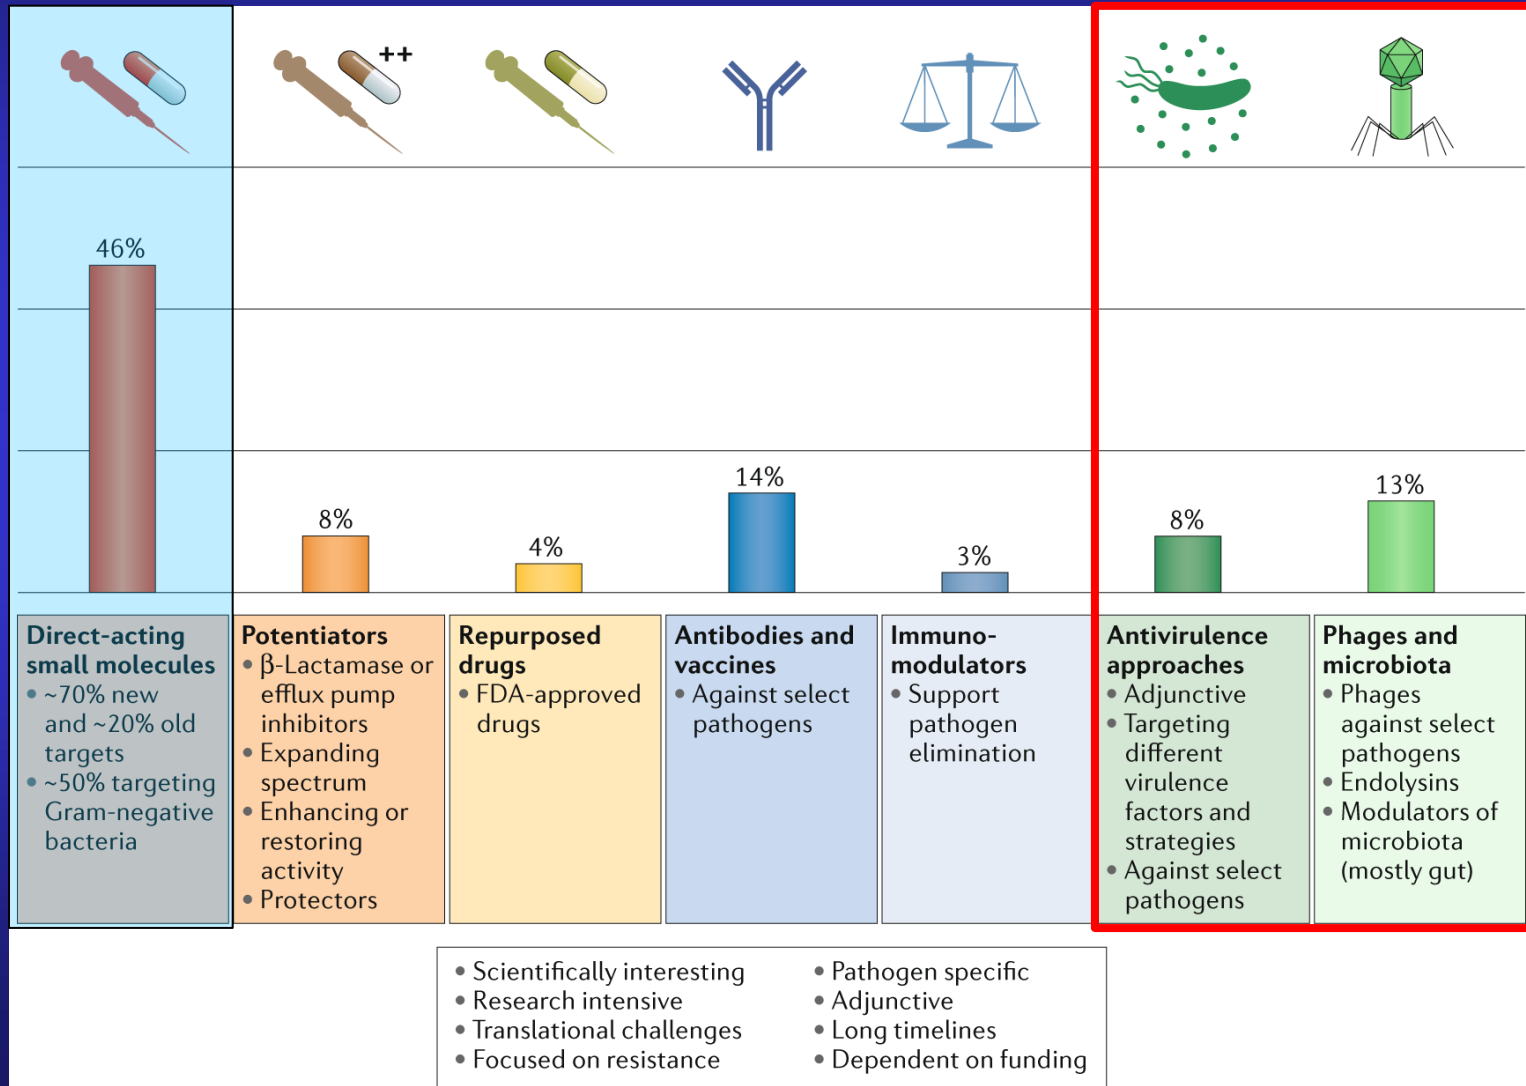 ++
46%
8%
4%
14%
3%
8%
13%
Direct-acting
small molecules
• ~70% new
and ~20% old
targets
• ~50% targeting
Gram-negative
bacteria
Potentiators
• β-Lactamase or
efflux pump
inhibitors
• Expanding
spectrum
• Enhancing or
restoring
activity
• Protectors
Repurposed
drugs
• FDA-approved
drugs
Antibodies and
vaccines
• Against select
pathogens
Immuno-
modulators
• Support
pathogen
elimination
Antivirulence
approaches
• Adjunctive
• Targeting
different
virulence
factors and
strategies
• Against select
pathogens
Phages and
microbiota
• Phages
against select
pathogens
• Endolysins
• Modulators of
microbiota
(mostly gut)
• Scientifically interesting
• Research intensive
• Translational challenges
• Focused on resistance
• Pathogen specific
• Adjunctive
• Long timelines
• Dependent on funding